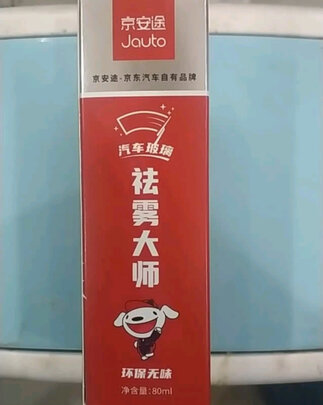 京安途
Jauto
京安途-京东汽车自有品牌
汽车玻璃
祛雾大师
环保无味
净含量:80ml